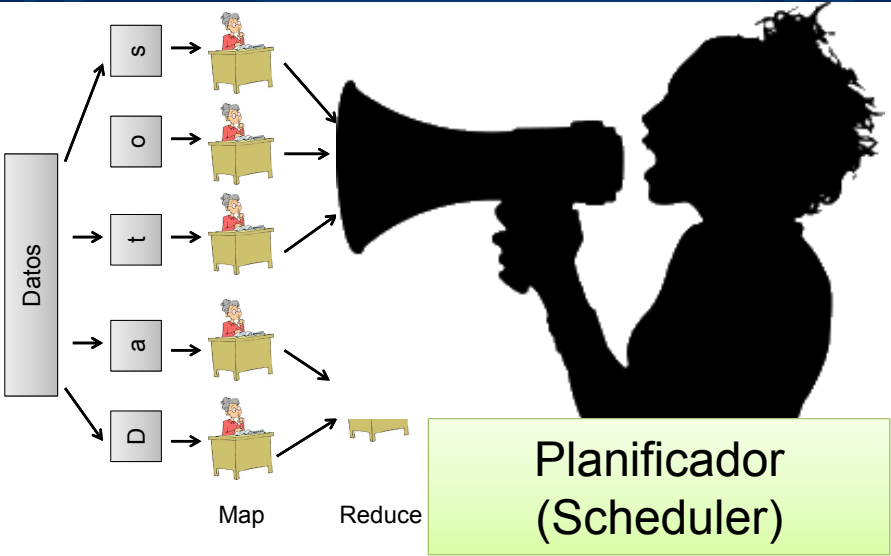 Datos
s
o
t
a
D
Map
Reduce
Planificador
(Scheduler)